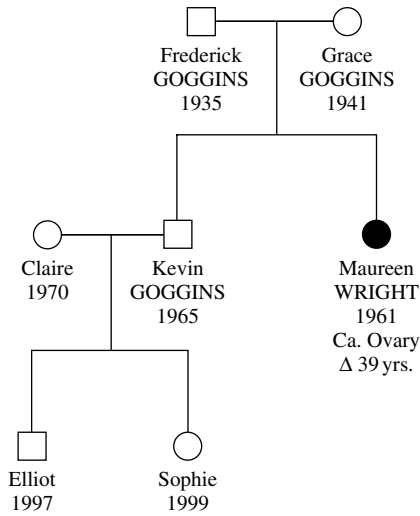 Frederick
GOGGINS
1935
Grace
GOGGINS
1941
Claire
1970
Kevin
GOGGINS
1965
Maureen
WRIGHT
1961
Ca. Ovary
Δ 39 yrs.
Elliot
1997
Sophie
1999